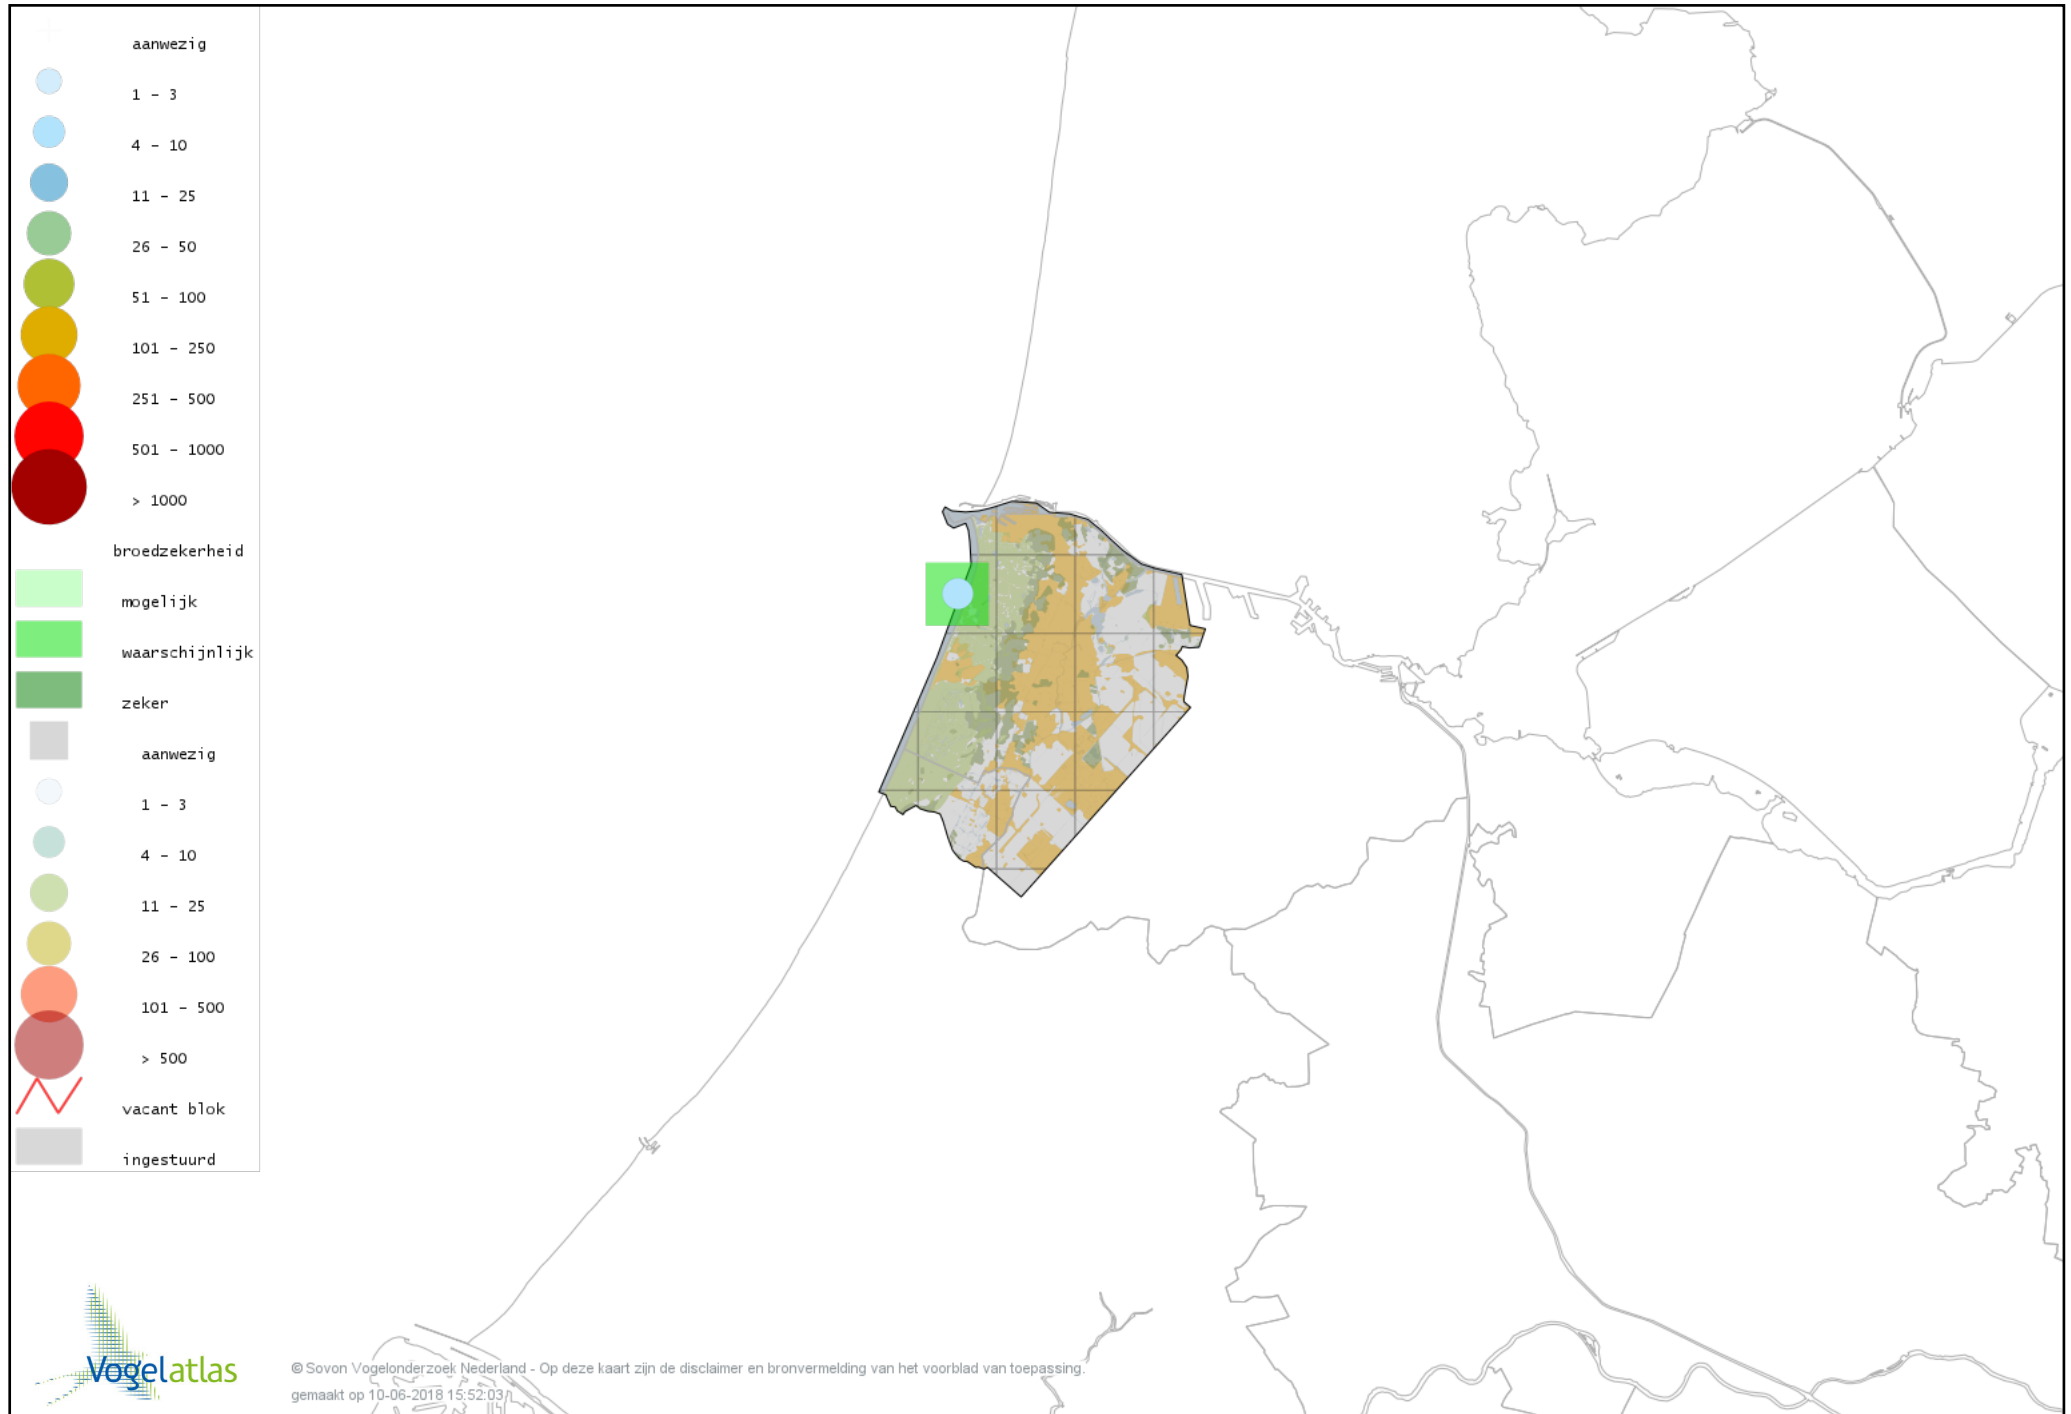 aanwezig
1 - 3
4 - 10
11 - 25
26 - 50
51 - 100
101 - 250
251 - 500
501 - 1000
> 1000
broedzekerheid
mogelijk
waarschijnlijk
zeker
aanwezig
1 - 3
4 - 10
11 - 25
26 - 100
101 - 500
> 500
vacant blok
ingestuurd
Vogelatlas
© Sovon Vogelonderzoek Nederland - Op deze kaart zijn de disclaimer en bronvermelding van het voorblad van toepassing.
gemaakt op 10-06-2018 15:52:03